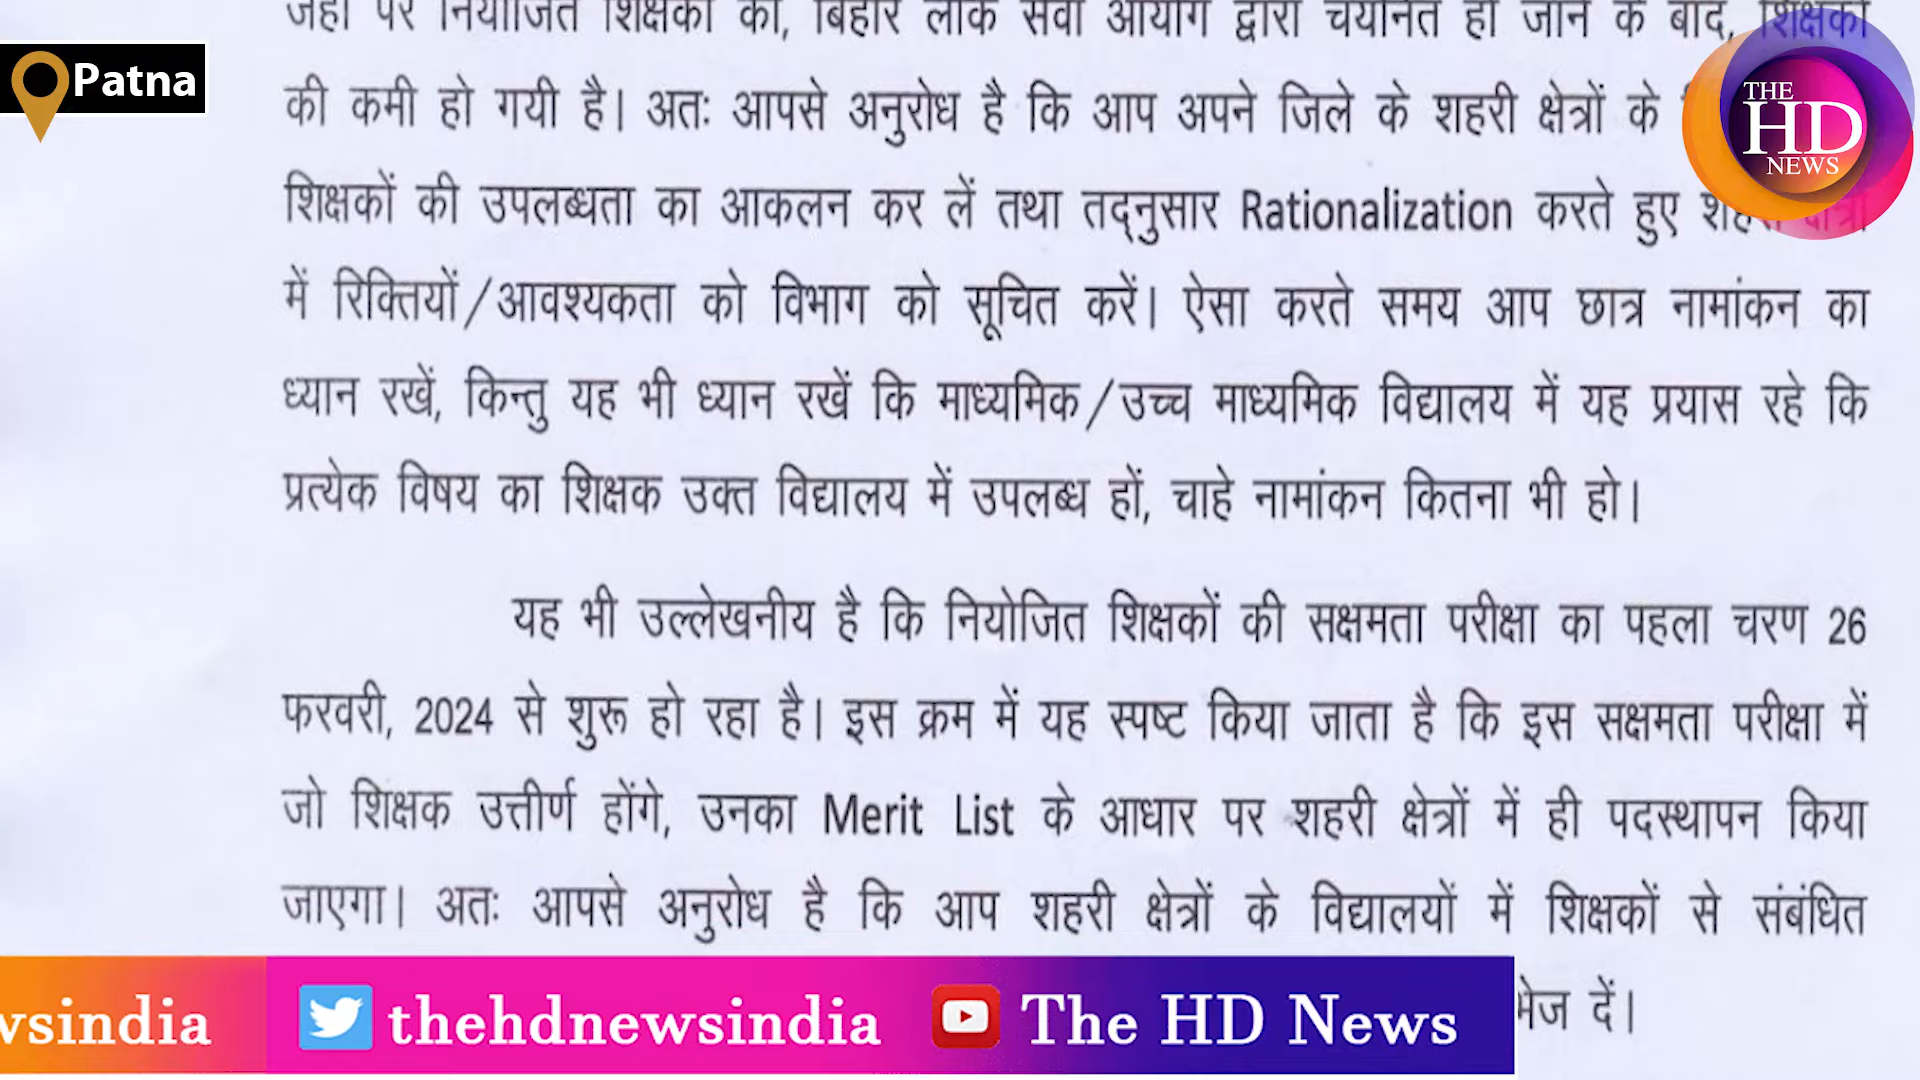 जहाँ पर नियोजित शिक्षकों का, बिहार लोक सेवा आयोग द्वारा चयनित हो जाने के बाद, शिक्षकों
Patna
की कमी हो गयी है। अतः आपसे अनुरोध है कि आप अपने जिले के शहरी क्षेत्रों के
THE
HD
NEWS
शिक्षकों की उपलब्धता का आकलन कर लें तथा तद्नुसार Rationalization करते हुए शहरी क्षेत्रों
में रिक्तियों/आवश्यकता को विभाग को सूचित करें। ऐसा करते समय आप छात्र नामांकन का
ध्यान रखें, किन्तु यह भी ध्यान रखें कि माध्यमिक/उच्च माध्यमिक विद्यालय में यह प्रयास रहे कि
प्रत्येक विषय का शिक्षक उक्त विद्यालय में उपलब्ध हों, चाहे नामांकन कितना भी हो।
यह भी उल्लेखनीय है कि नियोजित शिक्षकों की सक्षमता परीक्षा का पहला चरण 26
फरवरी, 2024 से शुरू हो रहा है। इस क्रम में यह स्पष्ट किया जाता है कि इस सक्षमता परीक्षा में
जो शिक्षक उत्तीर्ण होंगे, उनका Merit List के आधार पर शहरी क्षेत्रों में ही पदस्थापन किया
जाएगा। अतः आपसे अनुरोध है कि आप शहरी क्षेत्रों के विद्यालयों में शिक्षकों से संबंधित
भेज दें।
wsindia thehdnewsindia The HD News